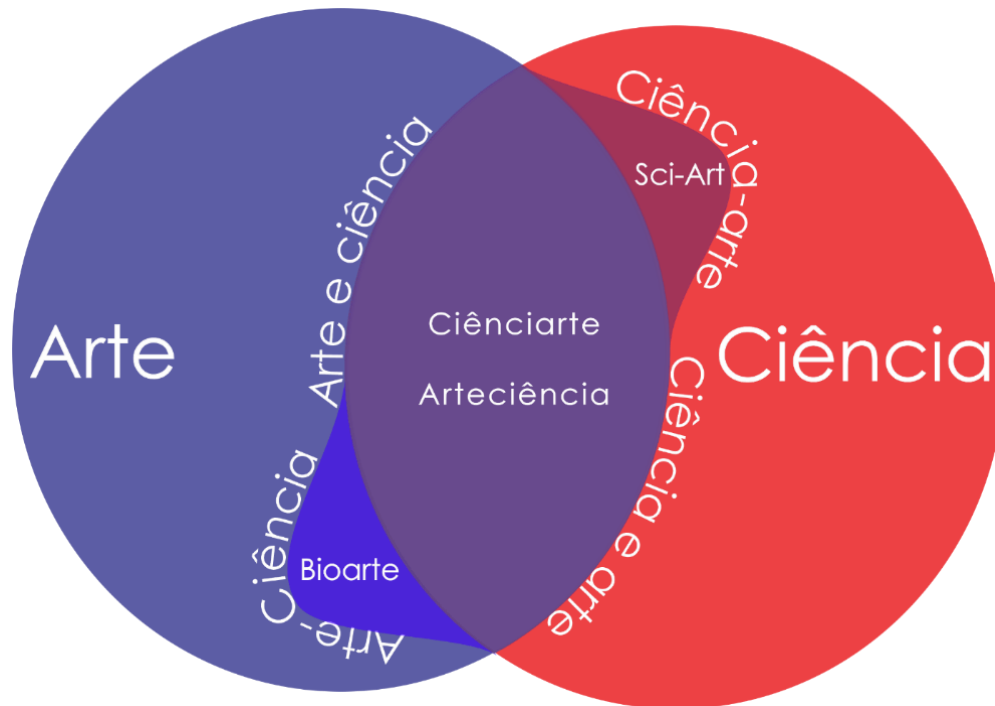 Arte
Arte e ciência
Arte-Ciência
Bioarte
Ciênciarte
Arteciência
Ciência-arte
Sci-Art
Ciência e arte
Ciência